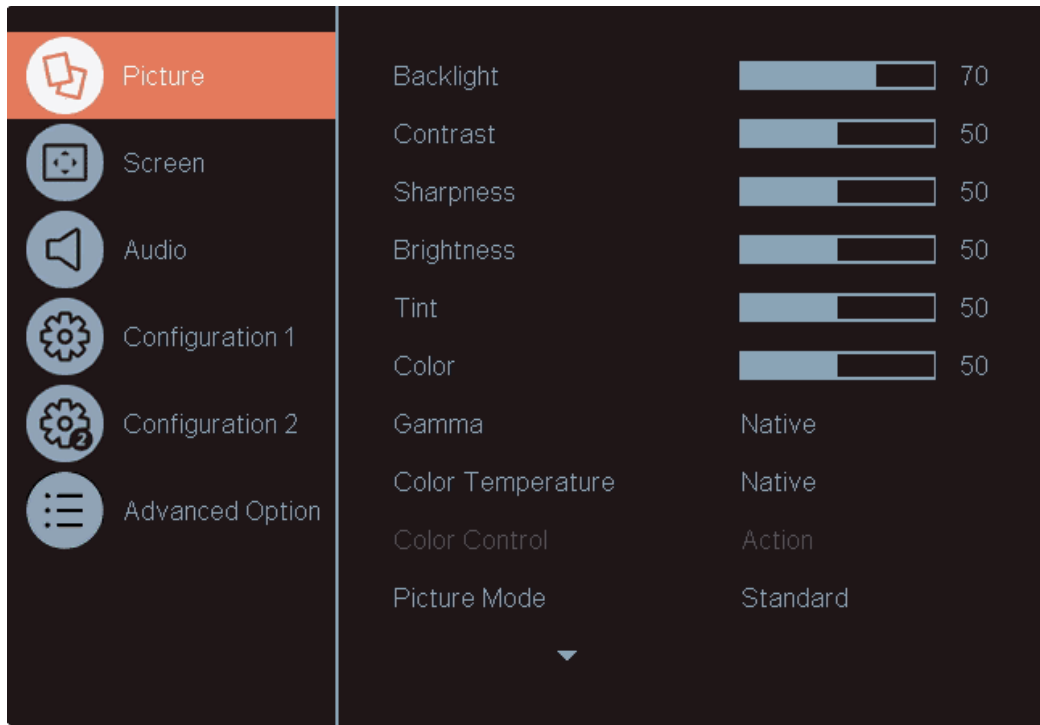 Picture
Screen
Audio
Configuration 1
Configuration 2
2
Advanced Option
Backlight 70
Contrast 50
Sharpness 50
Brightness 50
Tint 50
Color 50
Gamma Native
Color Temperature Native
Color Control Action
Picture Mode Standard